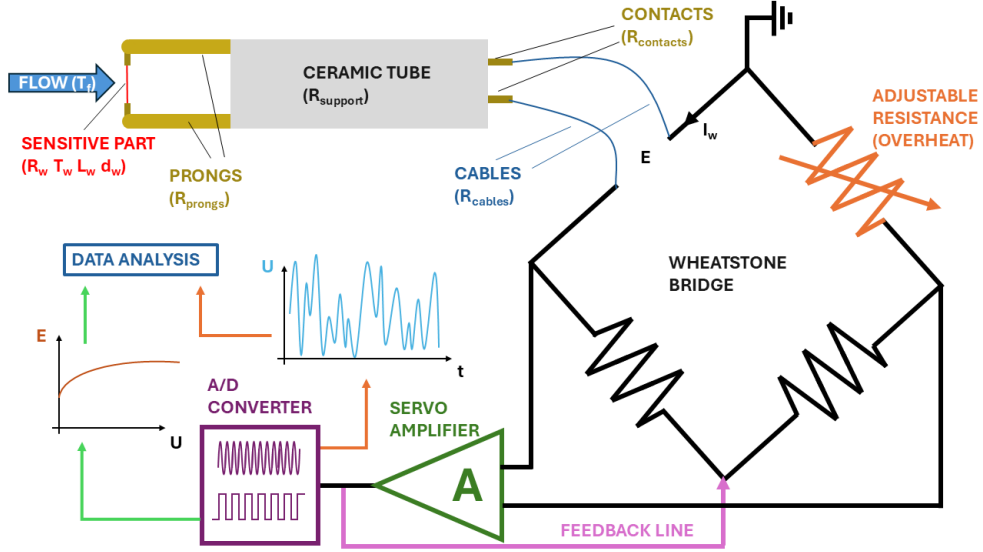 CONTACTS
(Rcontacts)
FLOW (Tf)
CERAMIC TUBE
(Rsupport)
ADJUSTABLE
RESISTANCE
(OVERHEAT)
Iw
SENSITIVE PART
(Rw Tw Lw dw)
E
PRONGS
(Rprongs)
CABLES
(Rcables)
DATA ANALYSIS
U
t
WHEATSTONE
BRIDGE
E
U
A/D
CONVERTER
SERVO
AMPLIFIER
A
FEEDBACK LINE